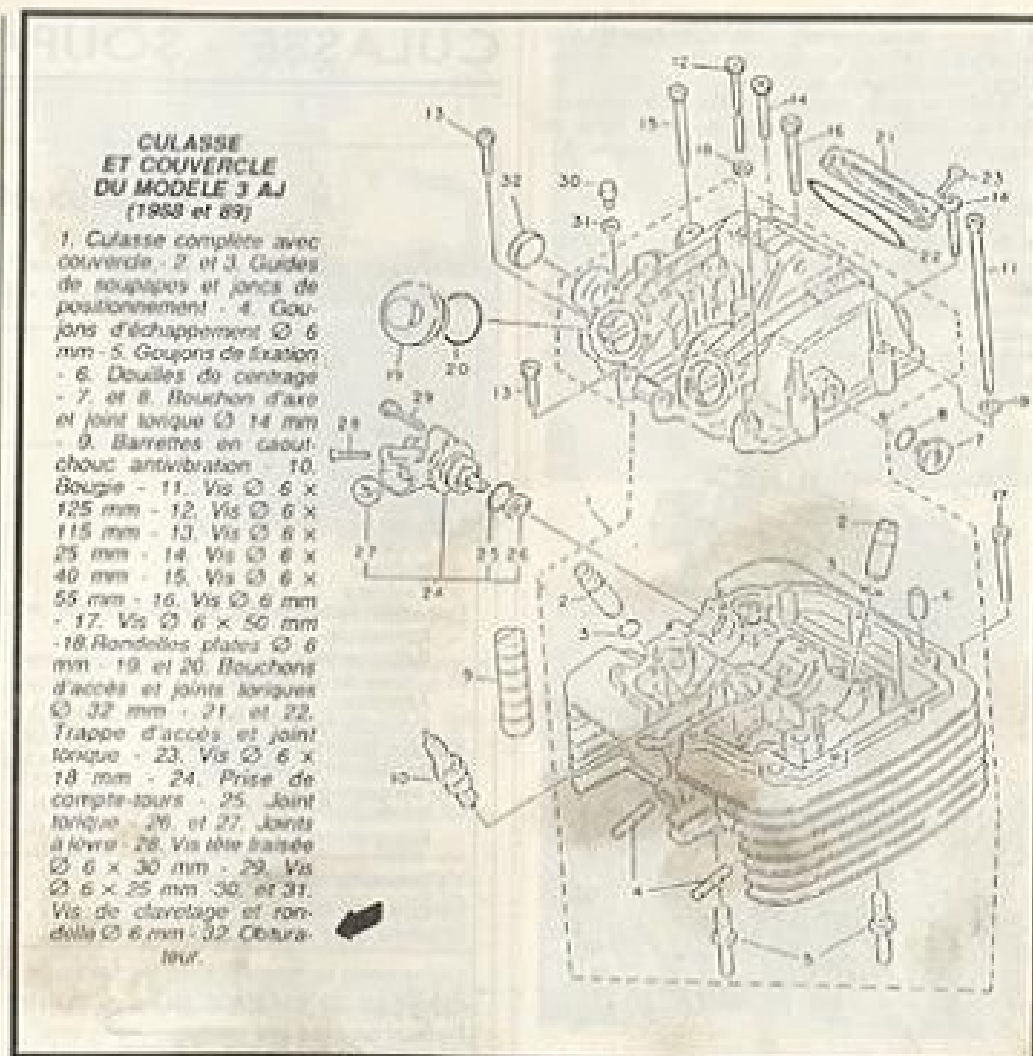 CULASSE
ET COUVERCLE
DU MODELE 3 AJ
(1988 et 89)
1. Culasse complète avec
couvercle - 2. et 3. Guides
de soupapes et joncs de
positionnement - 4. Gou-
jons d'échappement Ø 6
mm - 5. Goujons de fixation
- 6. Douilles de centrage
- 7. et 8. Bouchon d'axe
et joint torique Ø 14 mm
- 9. Barrettes en caout-
chouc antivibration - 10.
Bougie - 11. Vis Ø 6 x
125 mm - 12. Vis Ø 6 x
115 mm - 13. Vis Ø 6 x
25 mm - 14. Vis Ø 6 x
40 mm - 15. Vis Ø 6 x
55 mm - 16. Vis Ø 6 mm
- 17. Vis Ø 6 x 50 mm
-18. Rondelles plates Ø 6
mm - 19. et 20. Bouchons
d'accès et joints toriques
Ø 32 mm - 21. et 22.
Trappe d'accès et joint
torique - 23. Vis Ø 6 x
18 mm - 24. Prise de
compte-tours - 25. Joint
torique - 26. et 27. Joints
à lèvre - 28. Vis tête fraisée
Ø 6 x 30 mm - 29. Vis
Ø 6 x 25 mm -30. et 31.
Vis de clavetage et ron-
delle Ø 6 mm - 32. Obtura-
teur.
12
13
15
14
18
16
21
23
32
30
31
22
11
19
20
13
29
28
8
7
17
1
2
27
25
26
24
2
3
3
6
9
10
4
5